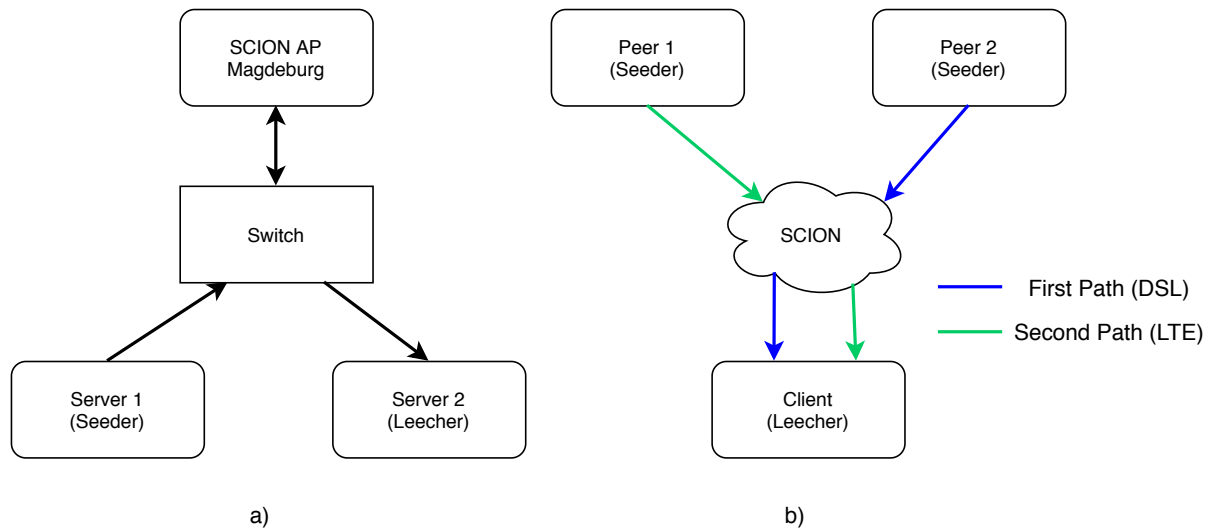 SCION AP
Magdeburg
Switch
Server 1
(Seeder)
Server 2
(Leecher)
a)
Peer 1
(Seeder)
Peer 2
(Seeder)
SCION
First Path (DSL)
Second Path (LTE)
Client
(Leecher)
b)